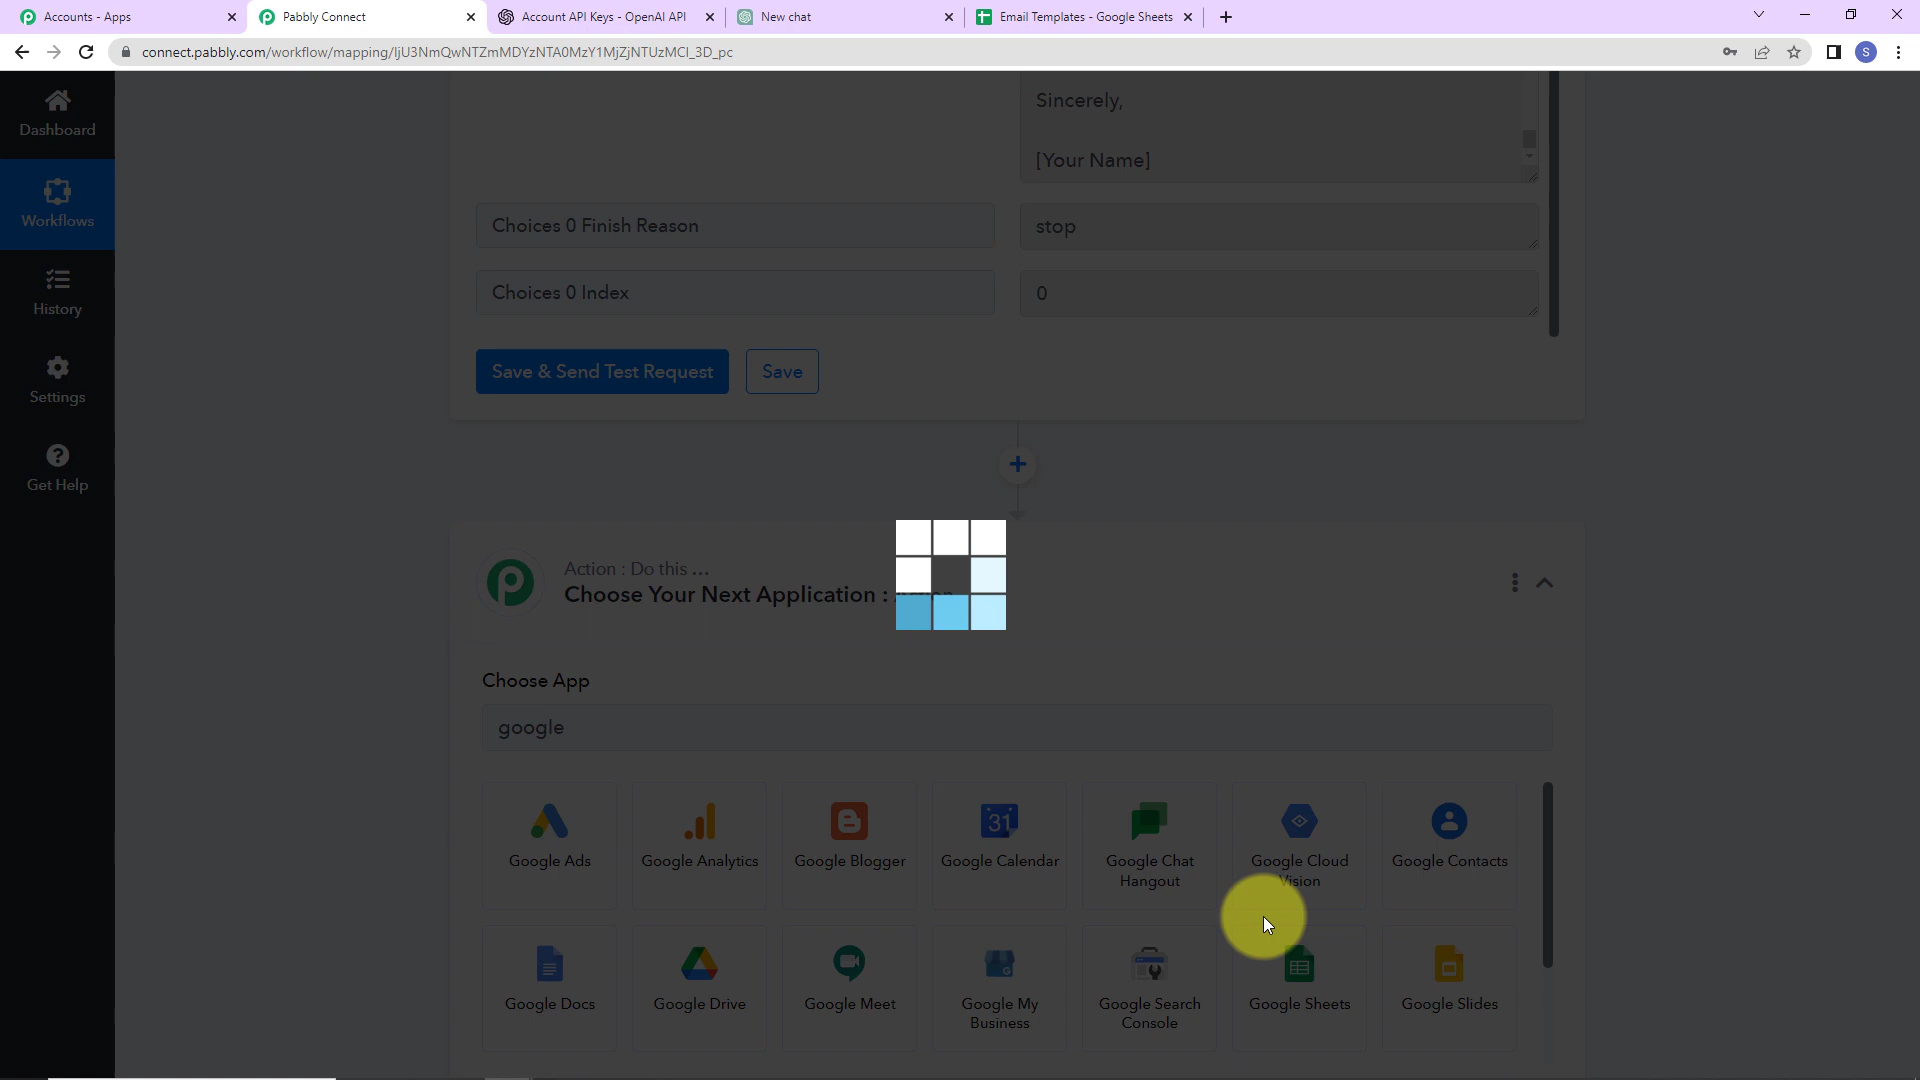 Accounts - Apps
Pabbly Connect
Account API Keys - OpenAI API
New chat
Email Templates - Google Sheets
connect.pabbly.com/workflow/mapping/IjU3NmQwNTZmMDYzNTA0MzY1MjZjNTUzMCI_3D_pc
S
Dashboard
Workflows
History
Settings
Get Help
Sincerely,
[Your Name]
Choices 0 Finish Reason
stop
Choices 0 Index
0
Save & Send Test Request
Save
Action : Do this ...
Choose Your Next Application :
Choose App
google
Google Ads
Google Analytics
Google Blogger
31
Google Calendar
Google Chat
Hangout
Google Cloud
Vision
Google Contacts
Google Docs
Google Drive
Google Meet
Google My
Business
Google Search
Console
Google Sheets
Google Slides